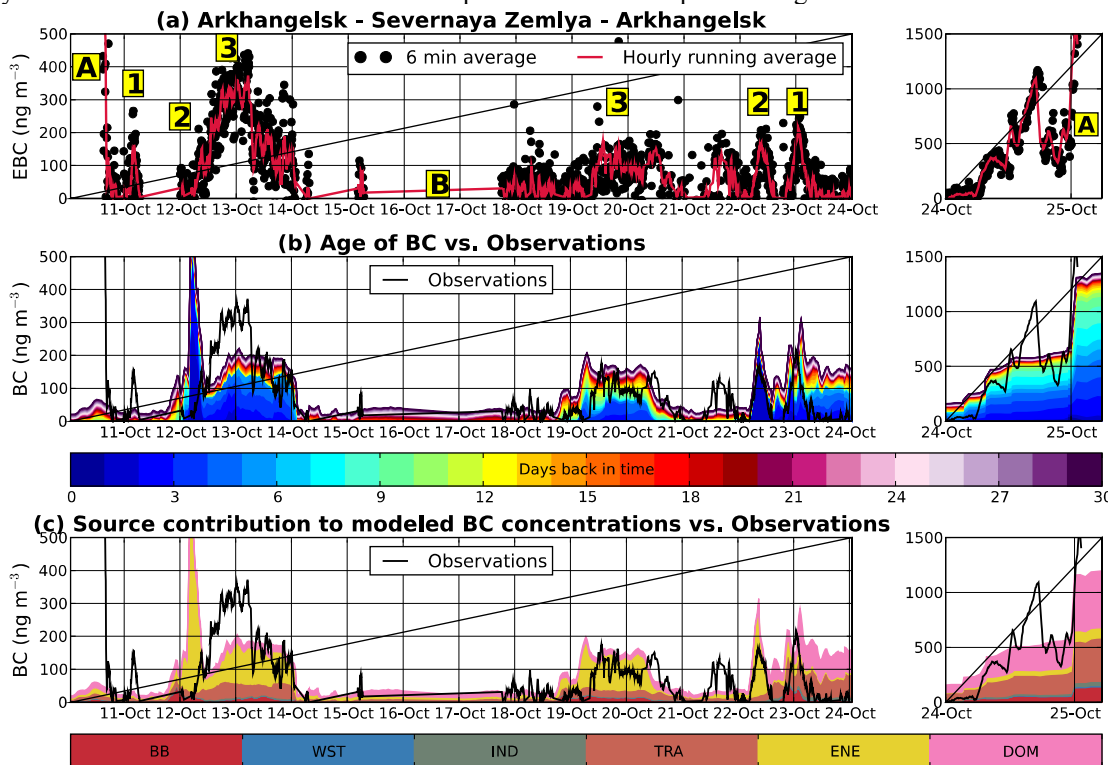 (a) Arkhangelsk - Severnaya Zemlya - Arkhangelsk
EBC (ng m⁻³)
500
400
300
200
100
0
A
1
2
3
6 min average
Hourly running average
B
3
2
1
11-Oct 12-Oct 13-Oct 14-Oct 15-Oct 16-Oct 17-Oct 18-Oct 19-Oct 20-Oct 21-Oct 22-Oct 23-Oct 24-Oct
1500
1000
500
0
A
24-Oct 25-Oct
(b) Age of BC vs. Observations
BC (ng m⁻³)
500
400
300
200
100
0
Observations
11-Oct 12-Oct 13-Oct 14-Oct 15-Oct 16-Oct 17-Oct 18-Oct 19-Oct 20-Oct 21-Oct 22-Oct 23-Oct 24-Oct
1500
1000
500
0
24-Oct 25-Oct
Days back in time
0 3 6 9 12 15 18 21 24 27 30
(c) Source contribution to modeled BC concentrations vs. Observations
BC (ng m⁻³)
500
400
300
200
100
0
Observations
11-Oct 12-Oct 13-Oct 14-Oct 15-Oct 16-Oct 17-Oct 18-Oct 19-Oct 20-Oct 21-Oct 22-Oct 23-Oct 24-Oct
1500
1000
500
0
24-Oct 25-Oct
BB WST IND TRA ENE DOM